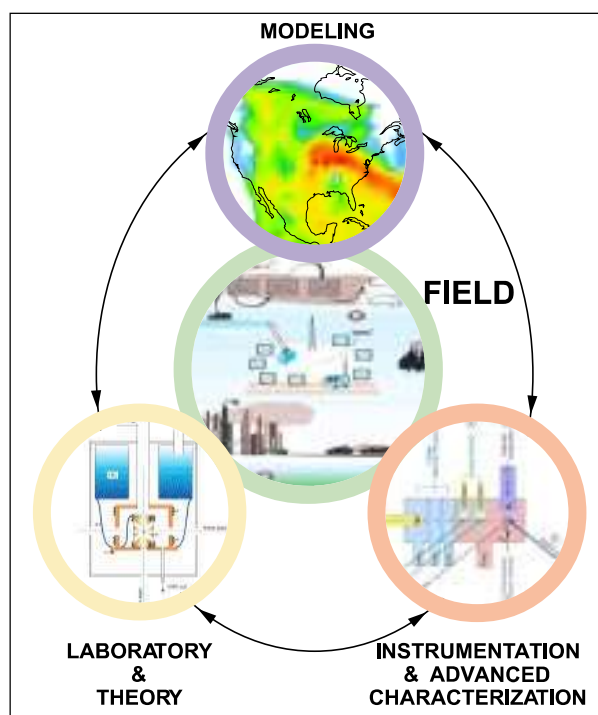 MODELING
FIELD
LABORATORY
&
THEORY
INSTRUMENTATION
& ADVANCED
CHARACTERIZATION